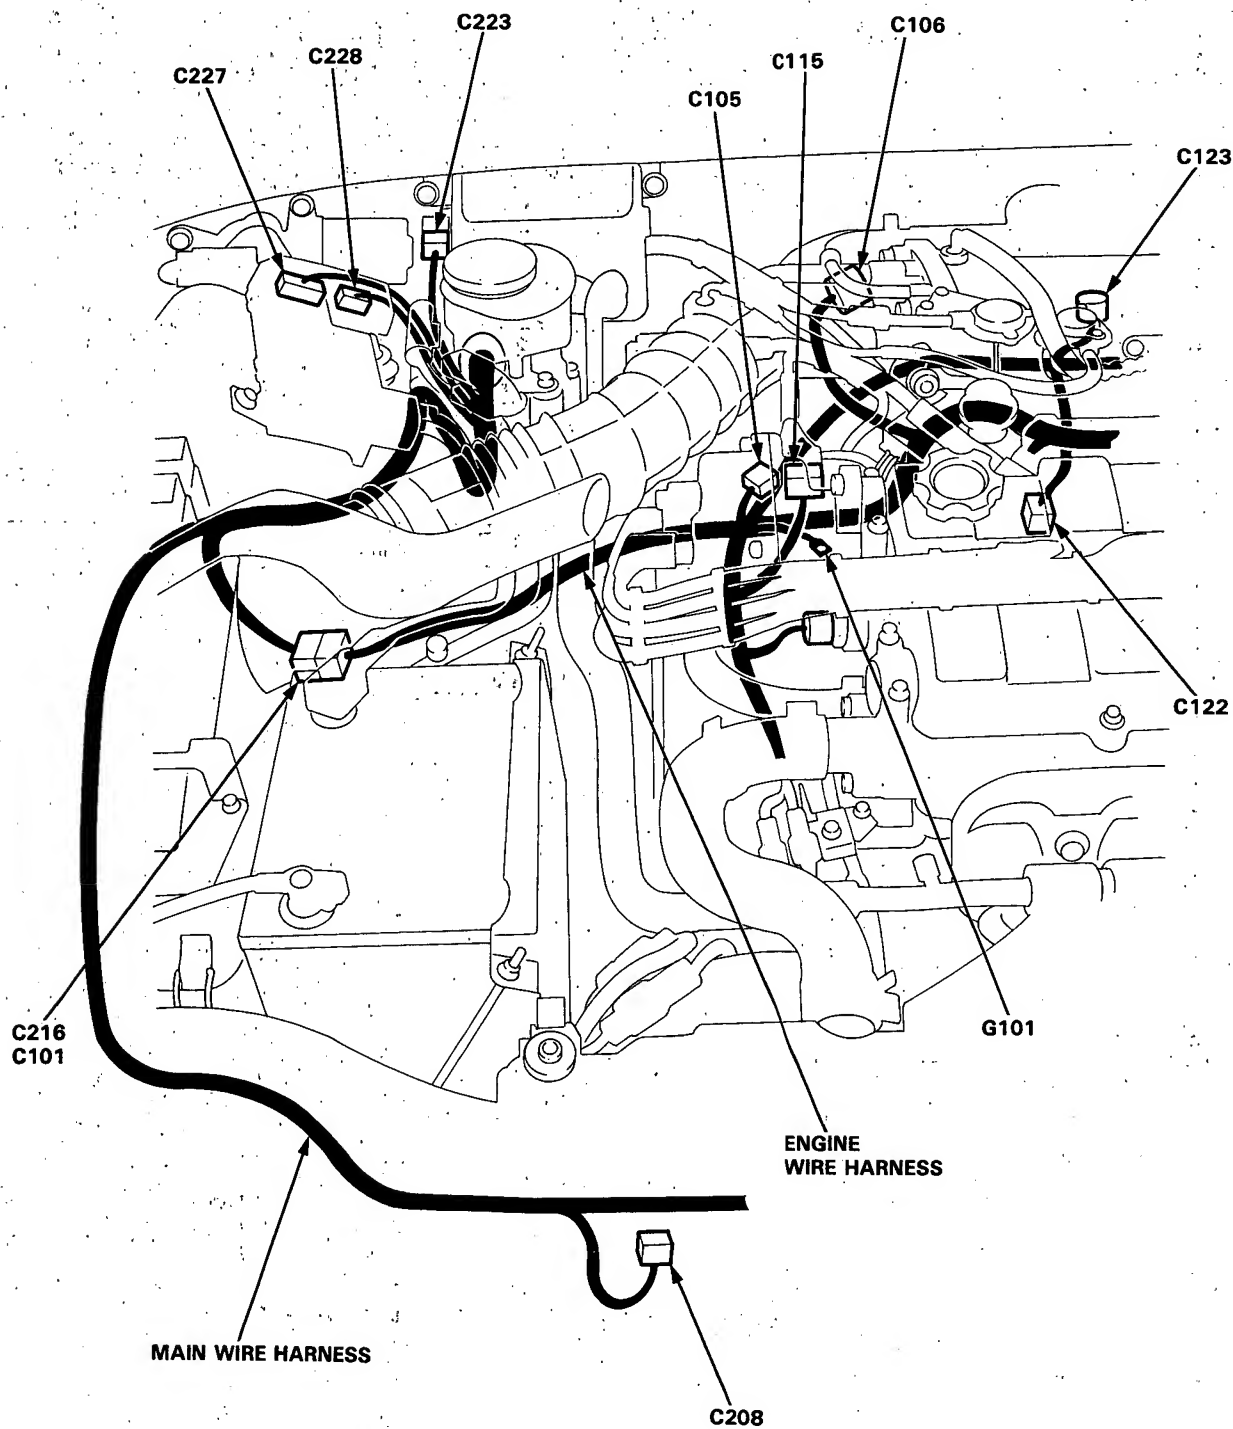 C223
C106
C228
C115
C227
C105
C123
C122
C216
C101
G101
ENGINE
WIRE HARNESS
MAIN WIRE HARNESS
C208